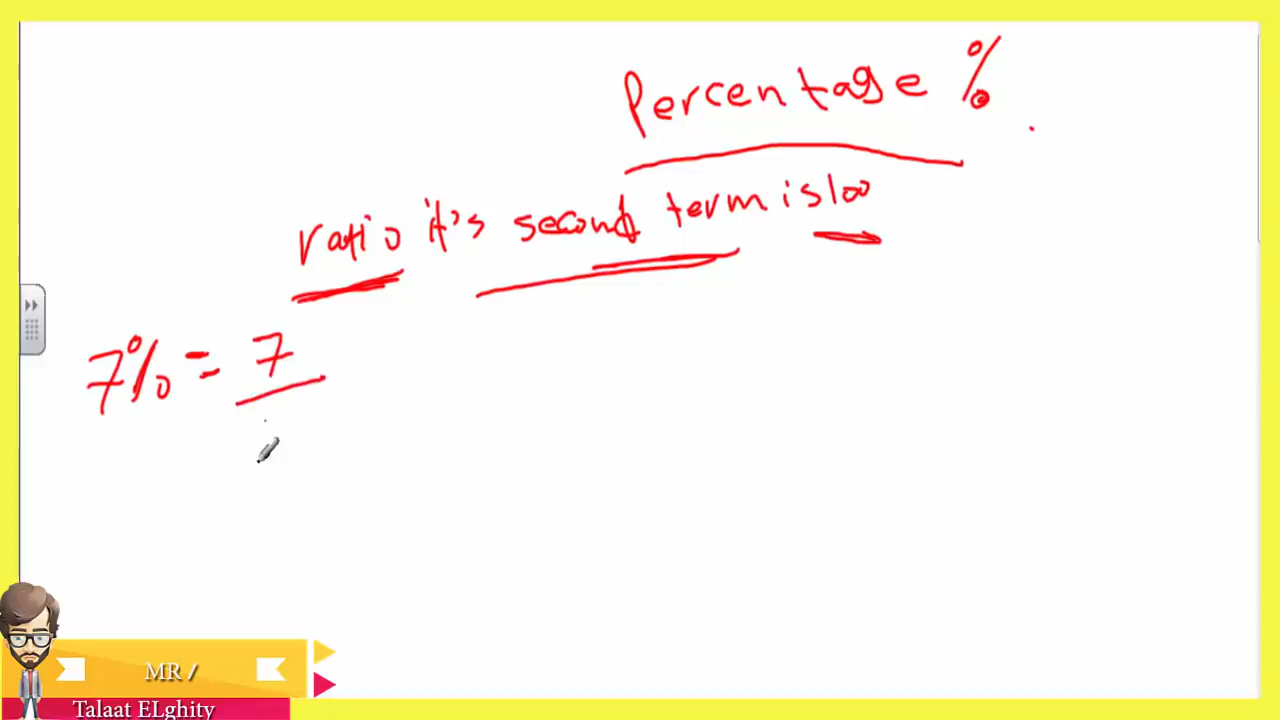 Percentage %
ratio it's second term is 100
7% = 7
MR /
Talaat ELghity